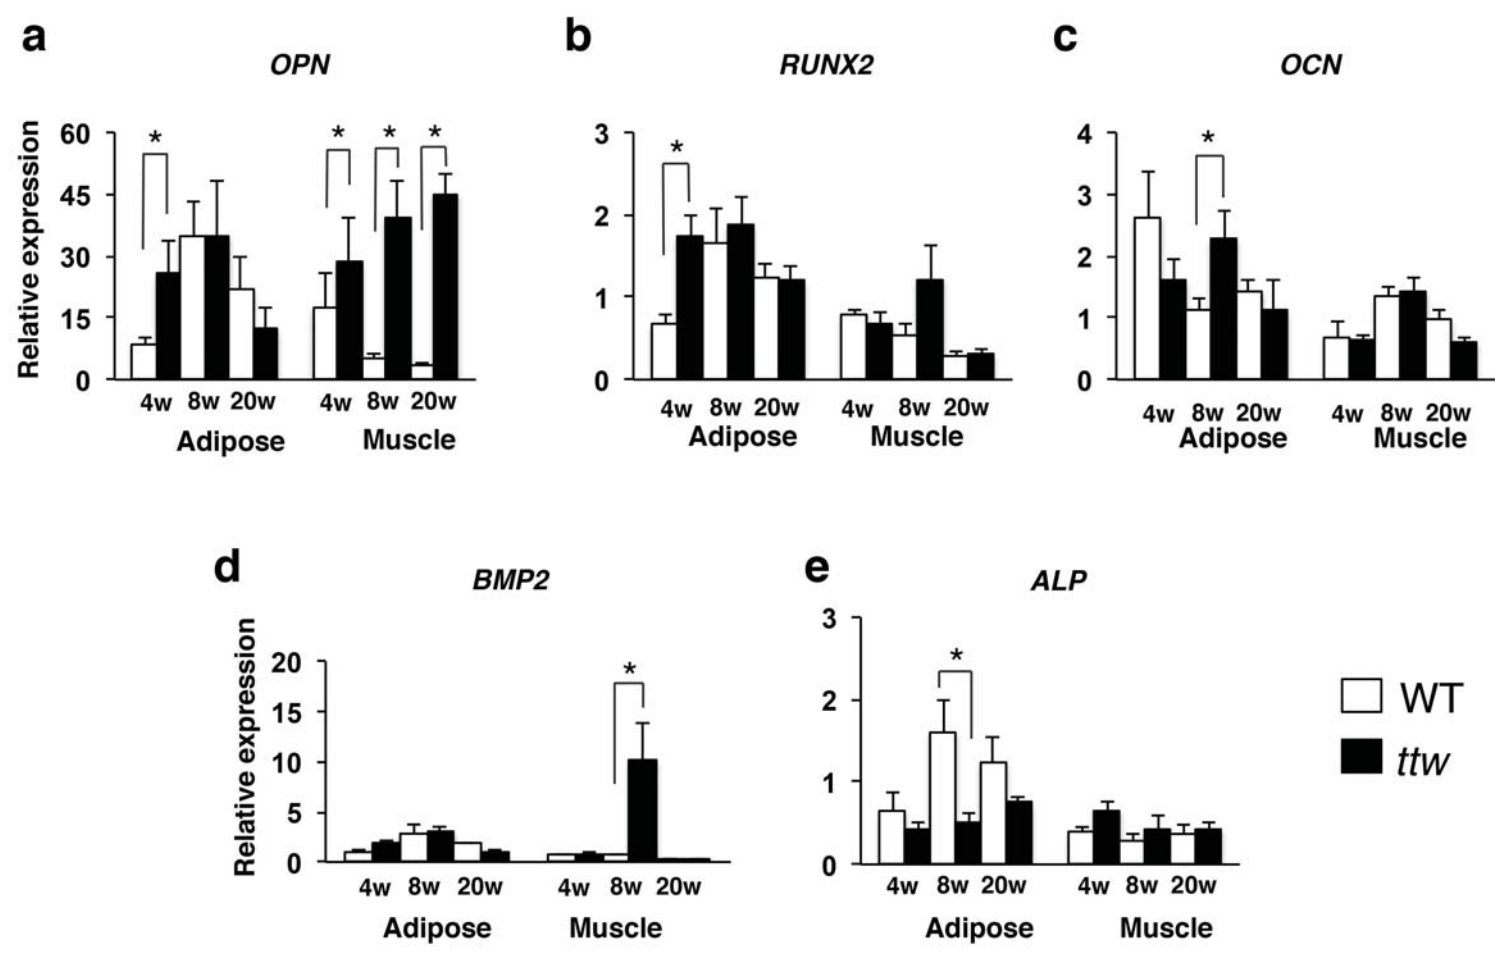 a
OPN
Relative expression
60
45
30
15
0
*
*
*
*
4w 8w 20w
4w 8w 20w
Adipose
Muscle
b
RUNX2
3
2
1
0
*
4w 8w 20w
4w 8w 20w
Adipose
Muscle
c
OCN
4
3
2
1
0
*
4w 8w 20w
4w 8w 20w
Adipose
Muscle
d
BMP2
Relative expression
20
15
10
5
0
*
4w 8w 20w
4w 8w 20w
Adipose
Muscle
e
ALP
3
2
1
0
*
4w 8w 20w
4w 8w 20w
Adipose
Muscle
WT
ttw